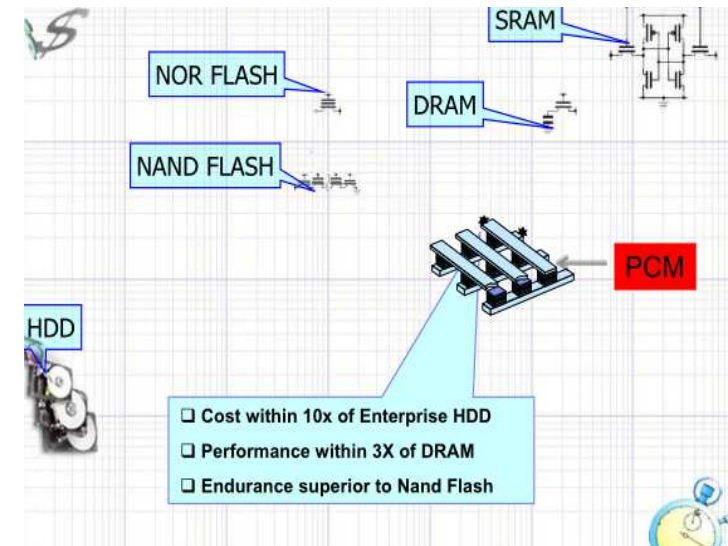 $
SRAM
NOR FLASH
DRAM
NAND FLASH
PCM
HDD
❑ Cost within 10x of Enterprise HDD
❑ Performance within 3X of DRAM
❑ Endurance superior to Nand Flash